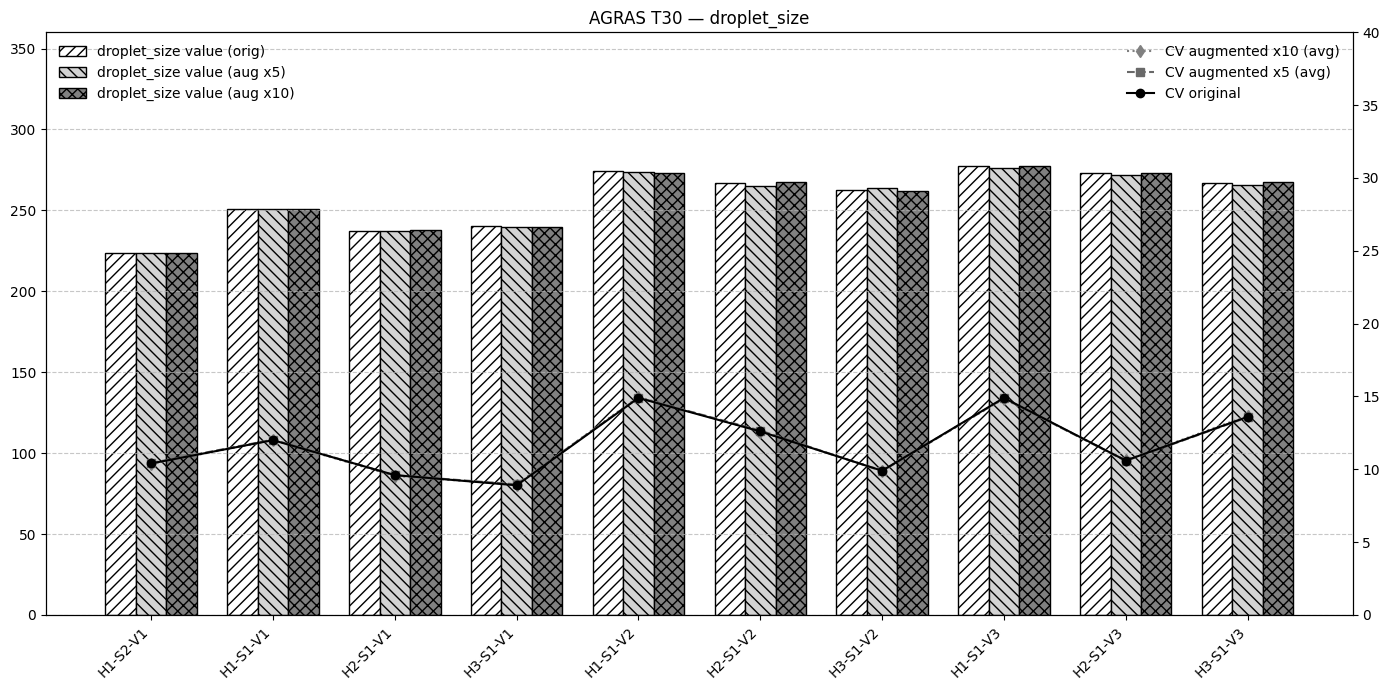 AGRAS T30 — droplet_size
droplet_size value (orig)
droplet_size value (aug x5)
droplet_size value (aug x10)
CV augmented x10 (avg)
CV augmented x5 (avg)
CV original
350
300
250
200
150
100
50
0
40
35
30
25
20
15
10
5
0
H1-S2-V1
H1-S1-V1
H2-S1-V1
H3-S1-V1
H1-S1-V2
H2-S1-V2
H3-S1-V2
H1-S1-V3
H2-S1-V3
H3-S1-V3